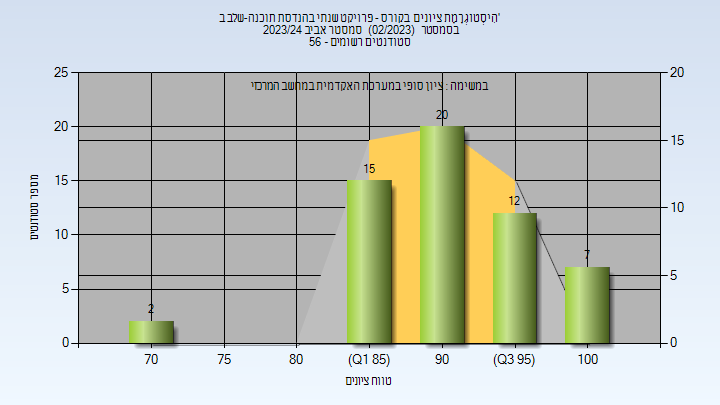 היסטוגרמת ציונים בקורס - פרויקט שנתי בהנדסת תוכנה-שלב ב'
בסמסטר (02/2023) סמסטר אביב 2023/24
סטודנטים רשומים - 56
במשימה : ציון סופי במערכת האקדמית במחשב המרכזי
מספר סטודנטים
25
20
15
10
5
0
20
15
10
5
0
2
15
20
12
7
70
75
80
(Q1 85)
90
(Q3 95)
100
טווח ציונים